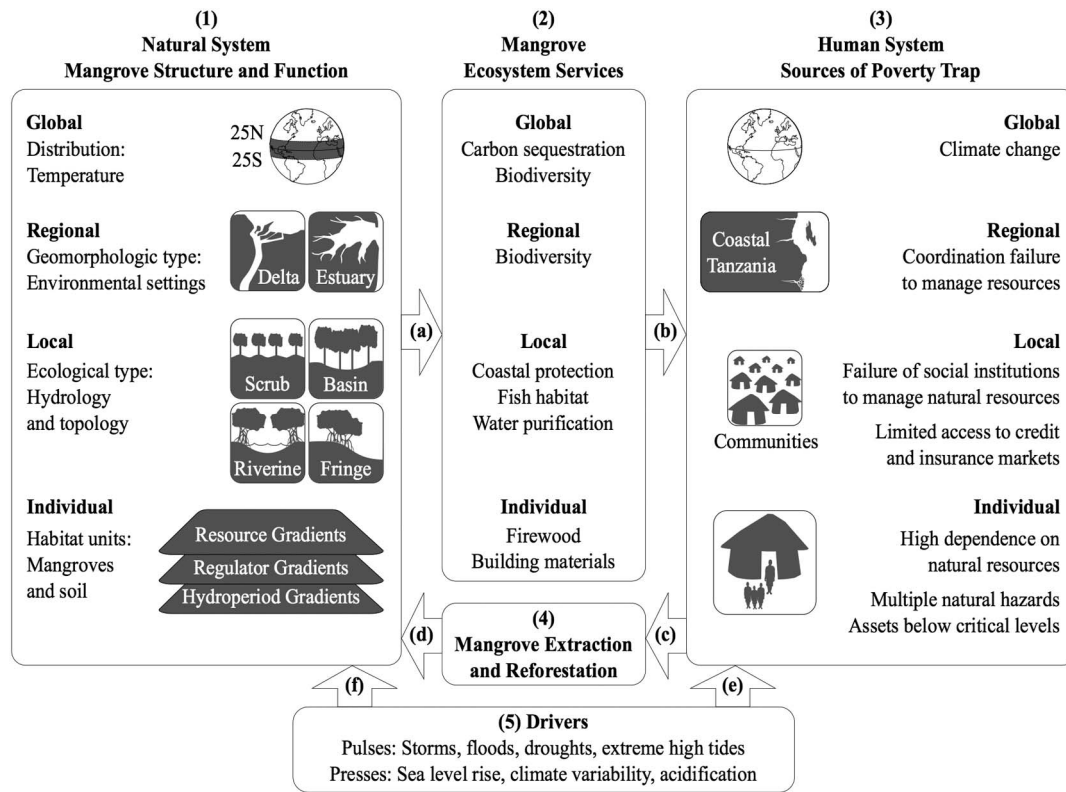 (1)
Natural System
Mangrove Structure and Function
Global
Distribution:
Temperature
25N
25S
Regional
Geomorphologic type:
Environmental settings
Delta
Estuary
Local
Ecological type:
Hydrology
and topology
Scrub
Basin
Riverine
Fringe
Individual
Habitat units:
Mangroves
and soil
Resource Gradients
Regulator Gradients
Hydroperiod Gradients
(a)
(2)
Mangrove
Ecosystem Services
Global
Carbon sequestration
Biodiversity
Regional
Biodiversity
Local
Coastal protection
Fish habitat
Water purification
Individual
Firewood
Building materials
(b)
(3)
Human System
Sources of Poverty Trap
Global
Climate change
Coastal
Tanzania
Regional
Coordination failure
to manage resources
Communities
Local
Failure of social institutions
to manage natural resources
Limited access to credit
and insurance markets
Individual
High dependence on
natural resources
Multiple natural hazards
Assets below critical levels
(c)
(4)
Mangrove Extraction
and Reforestation
(d)
(f)
(e)
(5) Drivers
Pulses: Storms, floods, droughts, extreme high tides
Presses: Sea level rise, climate variability, acidification